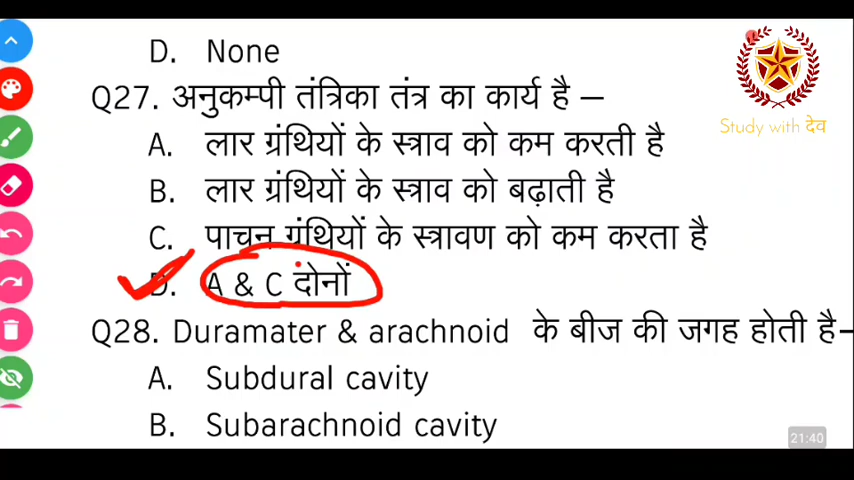 D. None
Q27. अनुकम्पी तंत्रिका तंत्र का कार्य है –
A. लार ग्रंथियों के स्त्राव को कम करती है
Study with देव
B. लार ग्रंथियों के स्त्राव को बढ़ाती है
C. पाचन ग्रंथियों के स्त्रावण को कम करता है
D. A & C दोनों
Q28. Duramater & arachnoid के बीज की जगह होती है–
A. Subdural cavity
B. Subarachnoid cavity
21:40